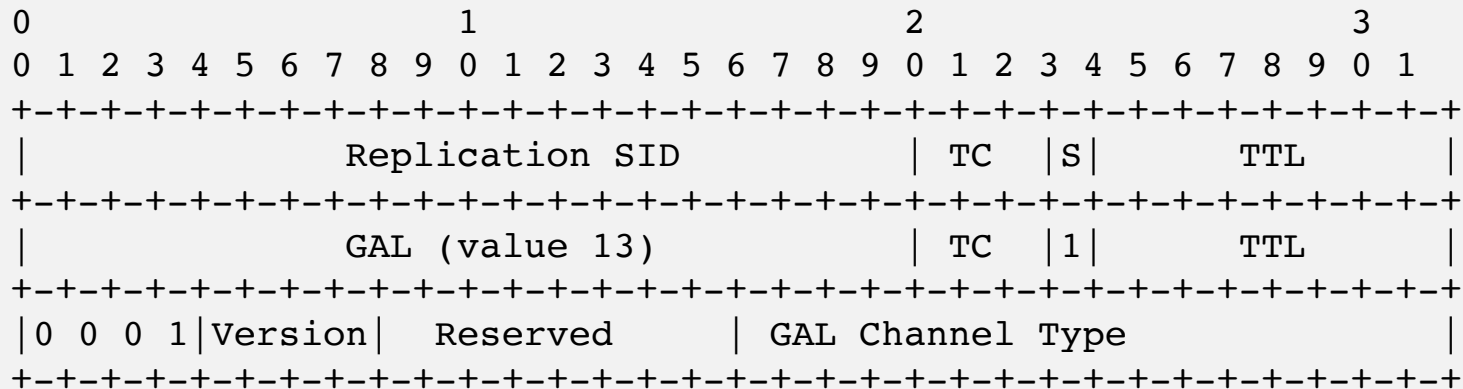 0                   1                   2                   3
0 1 2 3 4 5 6 7 8 9 0 1 2 3 4 5 6 7 8 9 0 1 2 3 4 5 6 7 8 9 0 1
+-+-+-+-+-+-+-+-+-+-+-+-+-+-+-+-+-+-+-+-+-+-+-+-+-+-+-+-+-+-+-+-+
|              Replication SID          | TC  |S|      TTL      |
+-+-+-+-+-+-+-+-+-+-+-+-+-+-+-+-+-+-+-+-+-+-+-+-+-+-+-+-+-+-+-+-+
|              GAL (value 13)           | TC  |1|      TTL      |
+-+-+-+-+-+-+-+-+-+-+-+-+-+-+-+-+-+-+-+-+-+-+-+-+-+-+-+-+-+-+-+-+
|0 0 0 1|Version|  Reserved     | GAL Channel Type              |
+-+-+-+-+-+-+-+-+-+-+-+-+-+-+-+-+-+-+-+-+-+-+-+-+-+-+-+-+-+-+-+-+